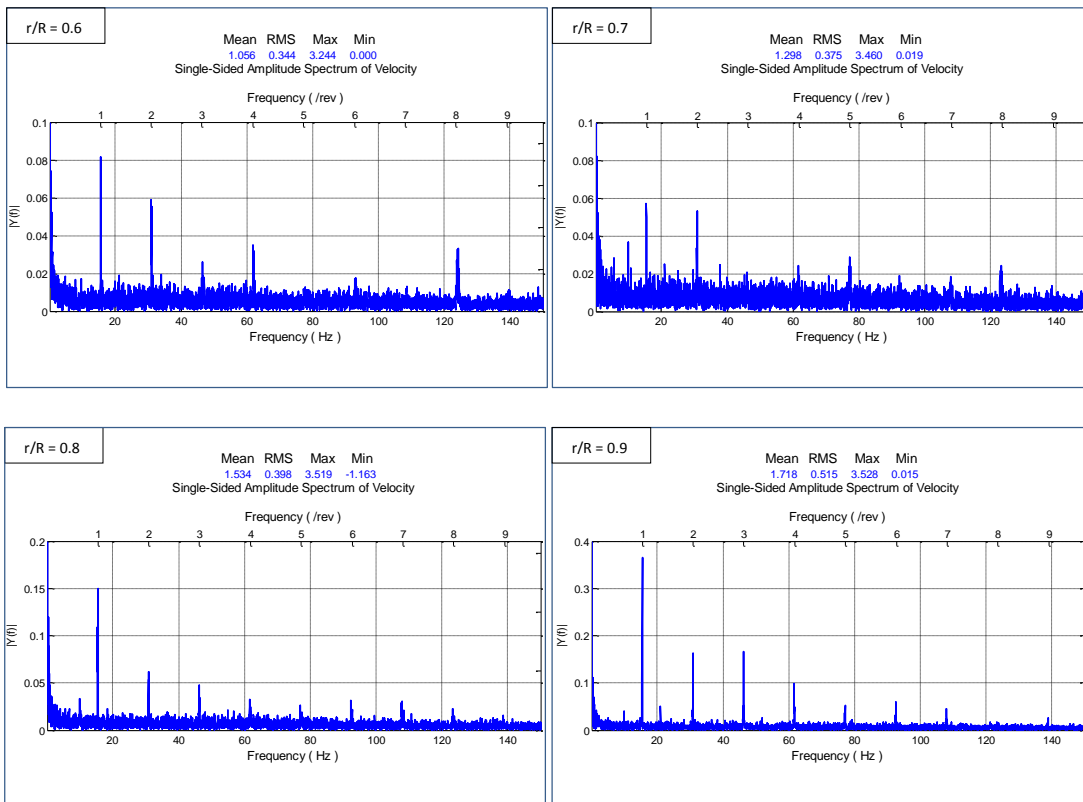 r/R = 0.6
Mean RMS Max Min
1.056 0.344 3.244 0.000
Single-Sided Amplitude Spectrum of Velocity
Frequency ( /rev)
1 2 3 4 5 6 7 8 9
0.1
0.08
0.06
0.04
0.02
0
|Y(f)|
20 40 60 80 100 120 140
Frequency ( Hz )
r/R = 0.7
Mean RMS Max Min
1.298 0.375 3.460 0.019
Single-Sided Amplitude Spectrum of Velocity
Frequency ( /rev)
1 2 3 4 5 6 7 8 9
0.1
0.08
0.06
0.04
0.02
0
|Y(f)|
20 40 60 80 100 120 140
Frequency ( Hz )
r/R = 0.8
Mean RMS Max Min
1.534 0.398 3.519 -1.163
Single-Sided Amplitude Spectrum of Velocity
Frequency ( /rev)
1 2 3 4 5 6 7 8 9
0.2
0.15
0.1
0.05
0
|Y(f)|
20 40 60 80 100 120 140
Frequency ( Hz )
r/R = 0.9
Mean RMS Max Min
1.718 0.515 3.528 0.015
Single-Sided Amplitude Spectrum of Velocity
Frequency ( /rev)
1 2 3 4 5 6 7 8 9
0.4
0.3
0.2
0.1
0
|Y(f)|
20 40 60 80 100 120 140
Frequency ( Hz )